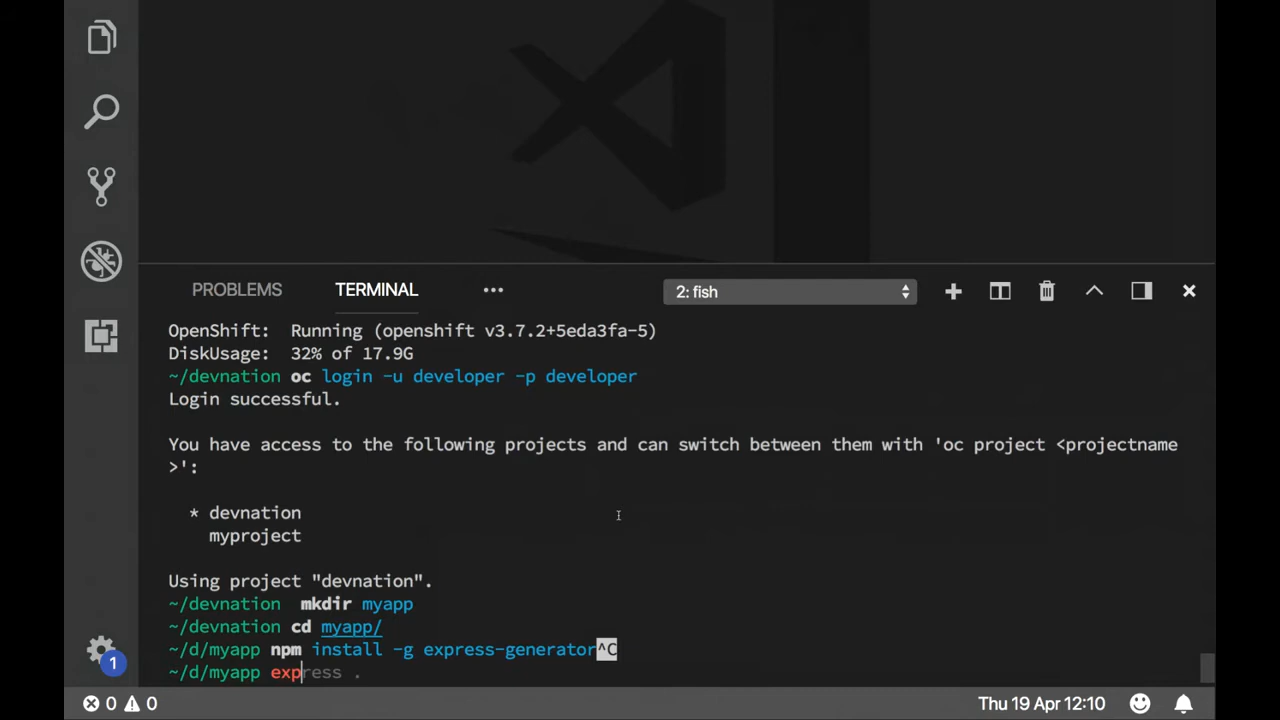 PROBLEMS TERMINAL ••• 2: fish
OpenShift:  Running (openshift v3.7.2+5eda3fa-5)
DiskUsage:  32% of 17.9G
~/devnation oc login -u developer -p developer
Login successful.
You have access to the following projects and can switch between them with 'oc project <projectname
>':
* devnation
myproject
Using project "devnation".
~/devnation  mkdir myapp
~/devnation cd myapp/
~/d/myapp npm install -g express-generator^C
~/d/myapp express .
1
0 0 Thu 19 Apr 12:10